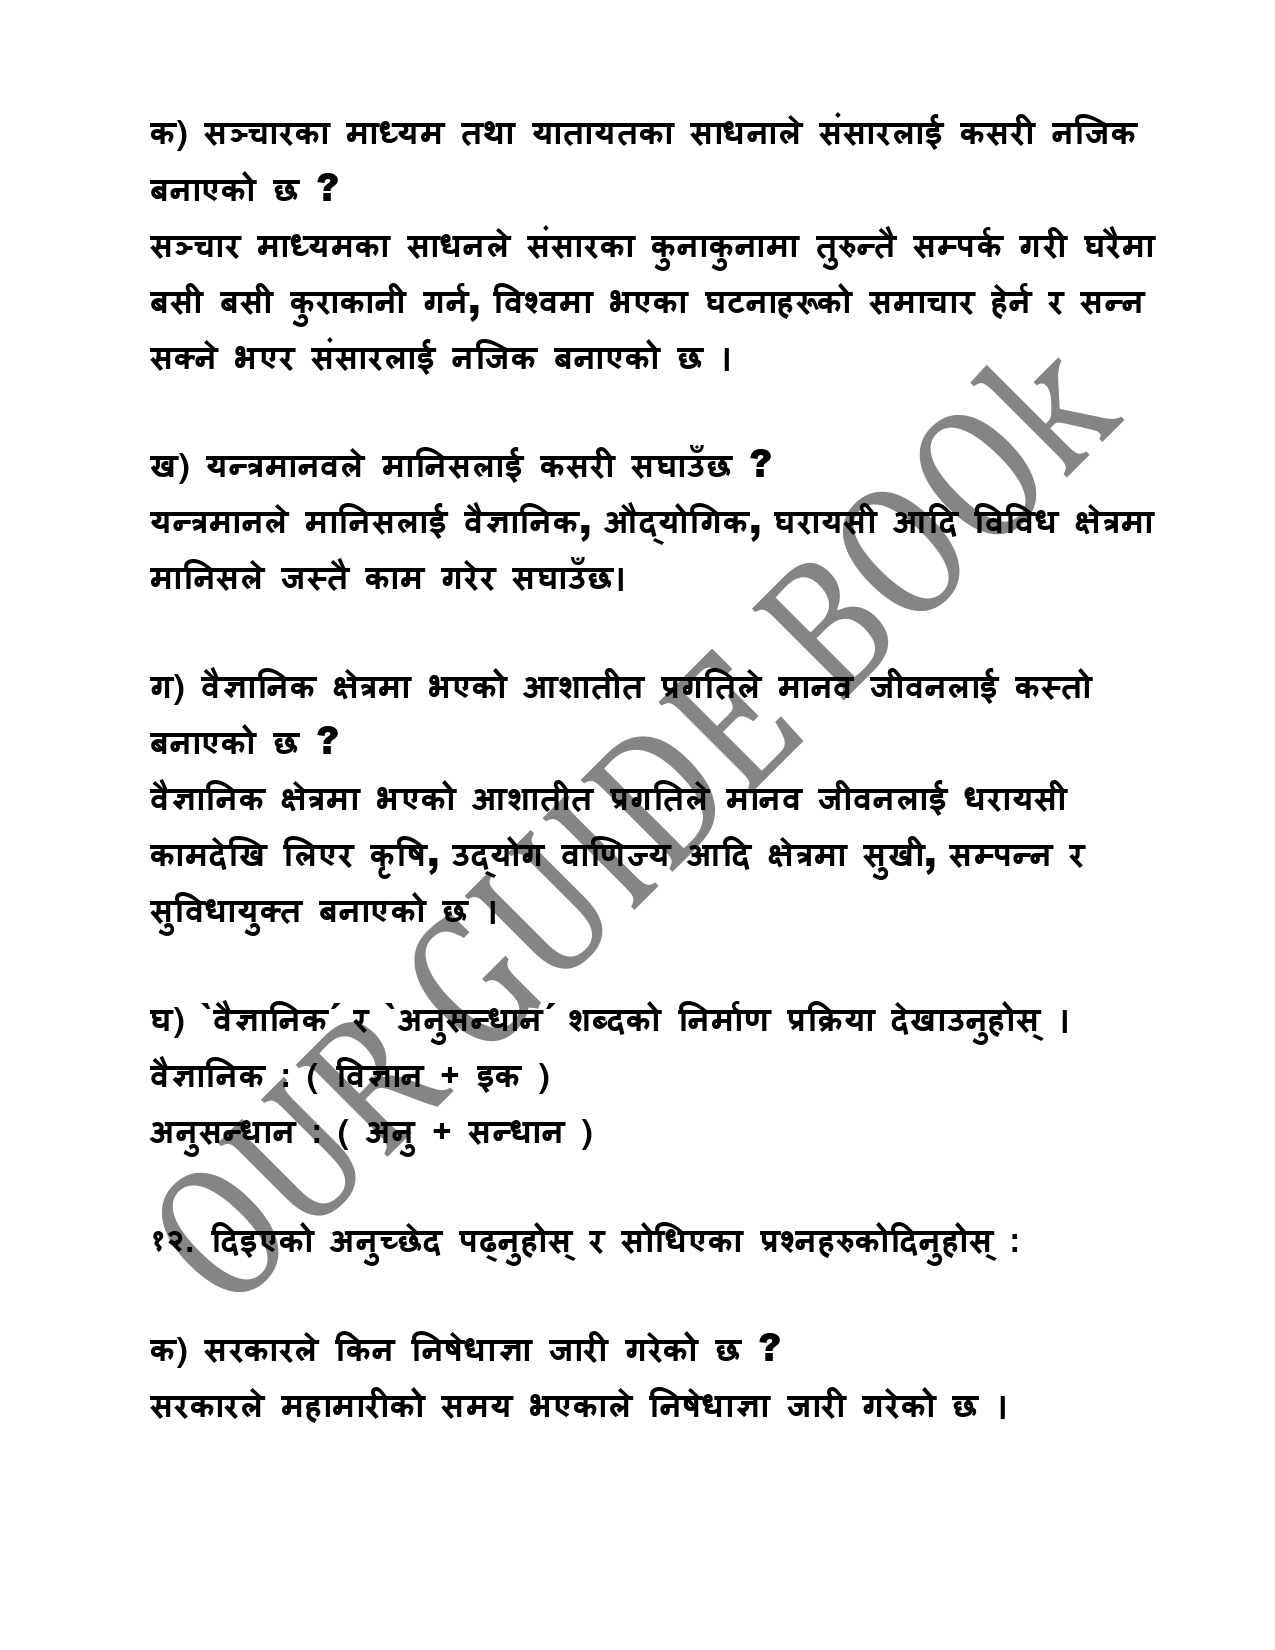 क) सञ्चारका माध्यम तथा यातायतका साधनाले संसारलाई कसरी नजिक
बनाएको छ ?
सञ्चार माध्यमका साधनले संसारका कुनाकुनामा तुरुन्तै सम्पर्क गरी घरैमा
बसी बसी कुराकानी गर्न, विश्वमा भएका घटनाहरूको समाचार हेर्न र सन्न
सक्ने भएर संसारलाई नजिक बनाएको छ ।
ख) यन्त्रमानवले मानिसलाई कसरी सघाउँछ ?
यन्त्रमानले मानिसलाई वैज्ञानिक, औद्योगिक, घरायसी आदि विविध क्षेत्रमा
मानिसले जस्तै काम गरेर सघाउँछ।
ग) वैज्ञानिक क्षेत्रमा भएको आशातीत प्रगतिले मानव जीवनलाई कस्तो
बनाएको छ ?
वैज्ञानिक क्षेत्रमा भएको आशातीत प्रगतिले मानव जीवनलाई धरायसी
कामदेखि लिएर कृषि, उद्योग वाणिज्य आदि क्षेत्रमा सुखी, सम्पन्न र
सुविधायुक्त बनाएको छ ।
घ) `वैज्ञानिक´ र `अनुसन्धान´ शब्दको निर्माण प्रक्रिया देखाउनुहोस् ।
वैज्ञानिक : ( विज्ञान + इक )
अनुसन्धान : ( अनु + सन्धान )
१२. दिइएको अनुच्छेद पढ्नुहोस् र सोधिएका प्रश्नहरुकोदिनुहोस् :
क) सरकारले किन निषेधाज्ञा जारी गरेको छ ?
सरकारले महामारीको समय भएकाले निषेधाज्ञा जारी गरेको छ ।
OUR GUIDE BOOk